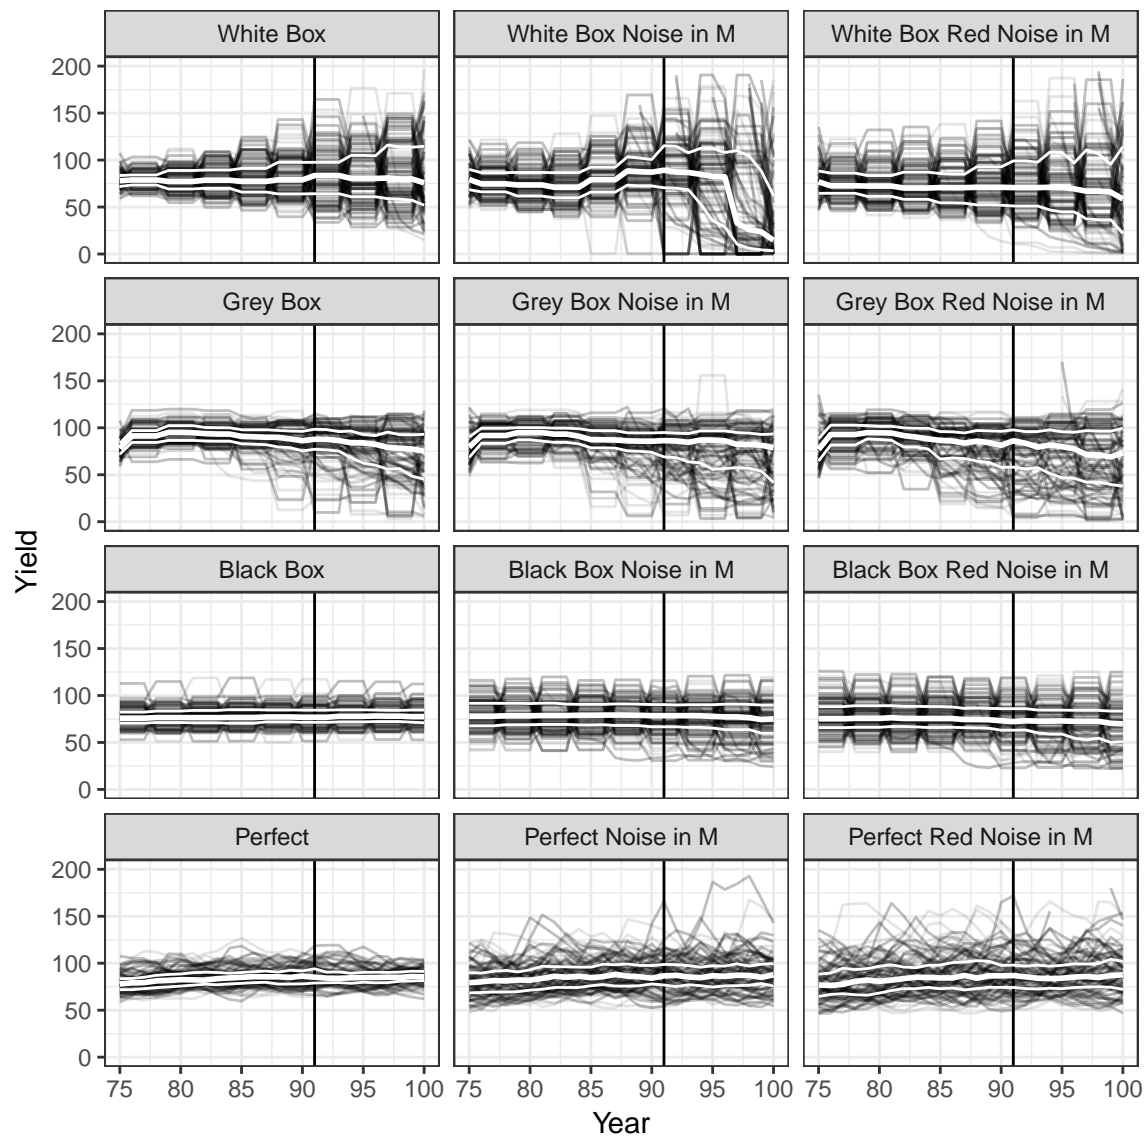 White Box
White Box Noise in M
White Box Red Noise in M
200
150
100
50
0
Grey Box
Grey Box Noise in M
Grey Box Red Noise in M
200
150
100
50
0
Black Box
Black Box Noise in M
Black Box Red Noise in M
200
150
100
50
0
Perfect
Perfect Noise in M
Perfect Red Noise in M
200
150
100
50
0
75 80 85 90 95 100
75 80 85 90 95 100
75 80 85 90 95 100
Year
Yield